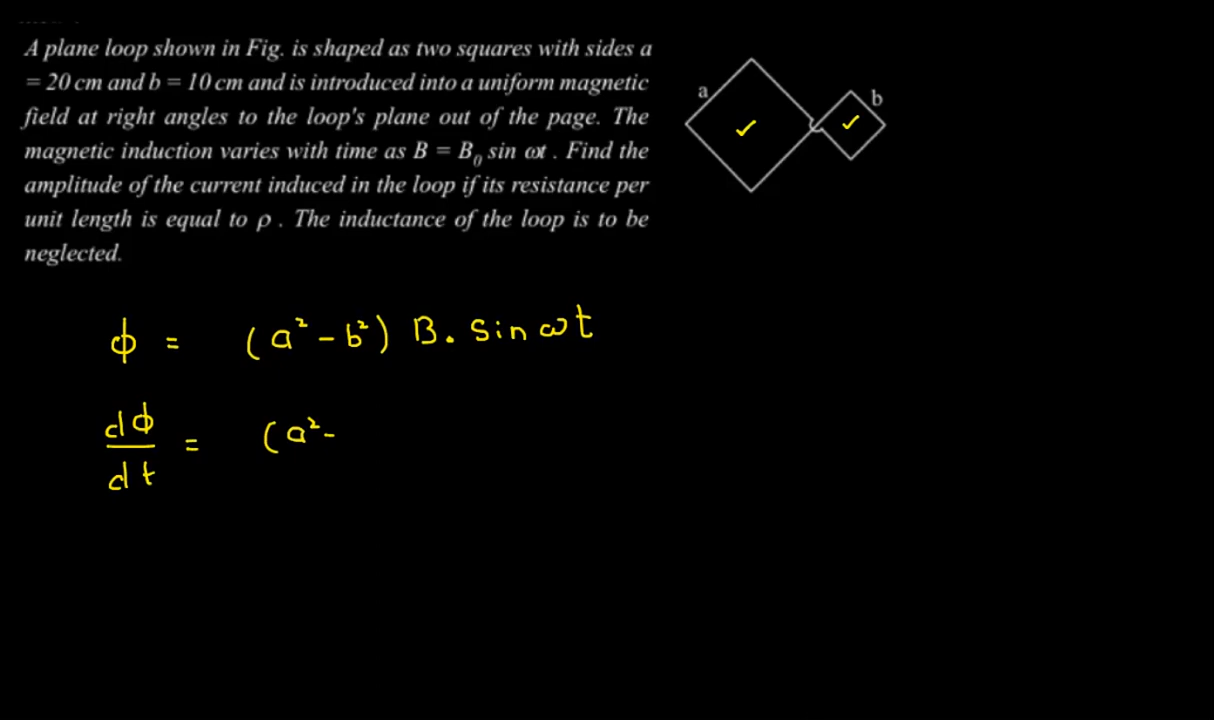 A plane loop shown in Fig. is shaped as two squares with sides a
= 20 cm and b = 10 cm and is introduced into a uniform magnetic
field at right angles to the loop's plane out of the page. The
magnetic induction varies with time as B = B₀ sin ωt . Find the
amplitude of the current induced in the loop if its resistance per
unit length is equal to ρ . The inductance of the loop is to be
neglected.
a
b
ϕ = (a² - b²) B. Sin ωt
dϕ/dt = (a² -